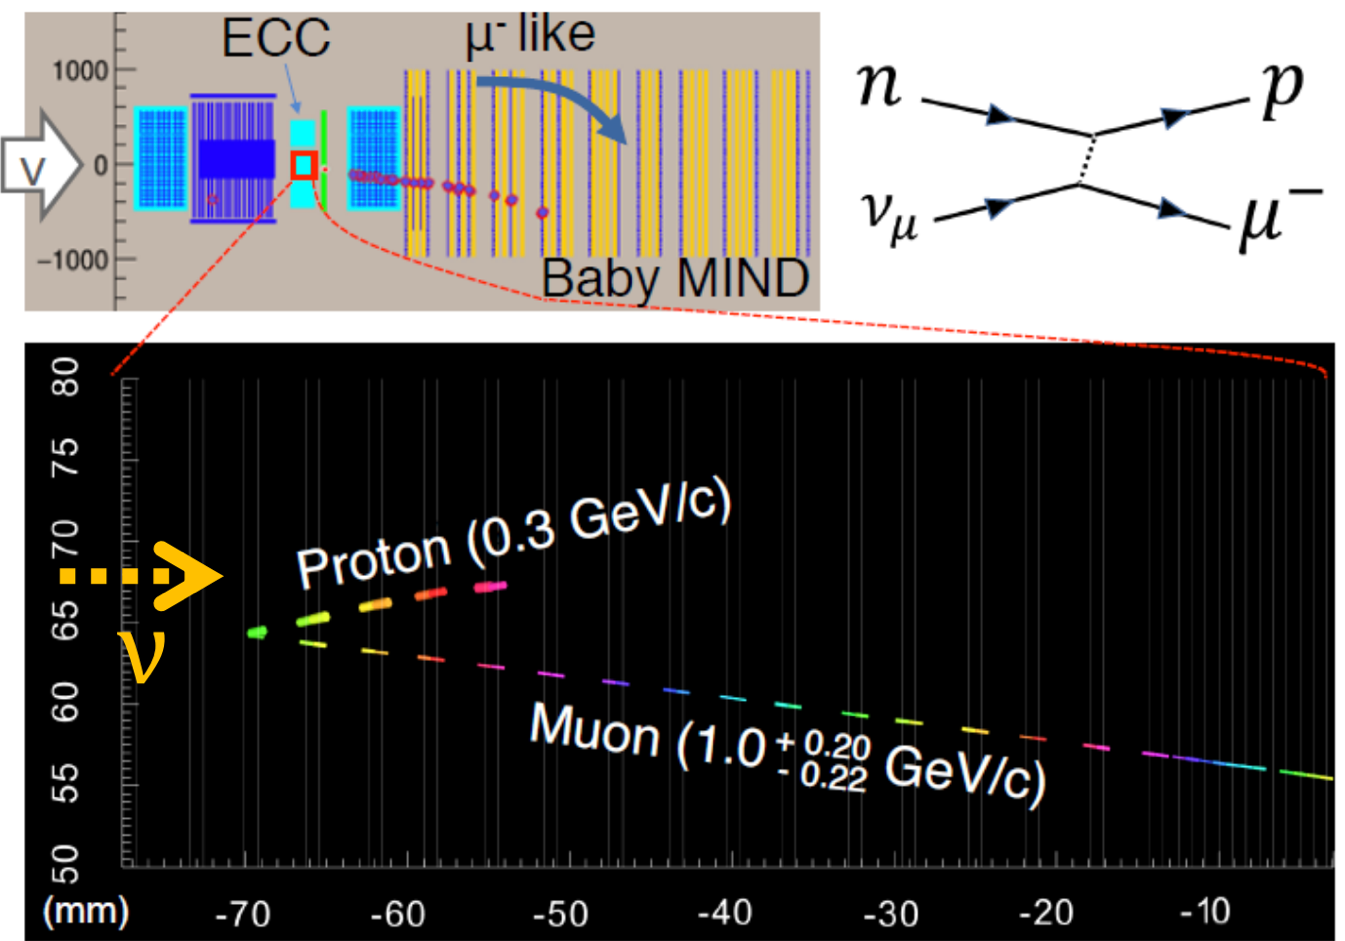 ECC
μ⁻ like
1000
0
−1000
ν
Baby MIND
n
p
ν_μ
μ⁻
80
75
70
65
60
55
50
ν
Proton (0.3 GeV/c)
Muon (1.0 + 0.20 - 0.22 GeV/c)
(mm)
-70 -60 -50 -40 -30 -20 -10